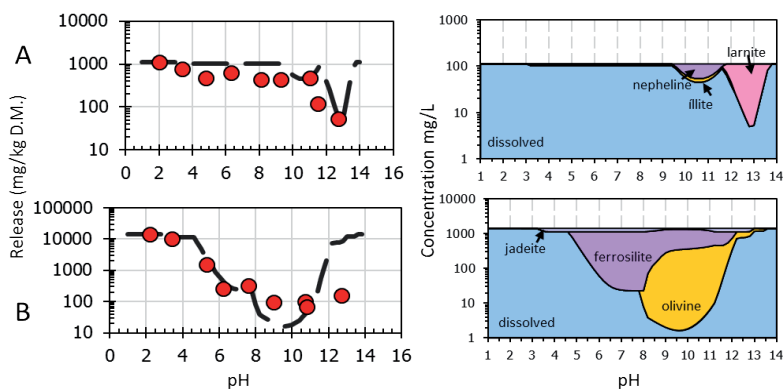 A
10000
1000
100
10
0 2 4 6 8 10 12 14 16
B
100000
10000
1000
100
10
0 2 4 6 8 10 12 14 16
pH
Release (mg/kg D.M.)
1000
100
10
1
1 2 3 4 5 6 7 8 9 10 11 12 13 14
larnite
nepheline
íllite
dissolved
10000
1000
100
10
1
1 2 3 4 5 6 7 8 9 10 11 12 13 14
jadeite
ferrosilite
olivine
dissolved
pH
Concentration mg/L